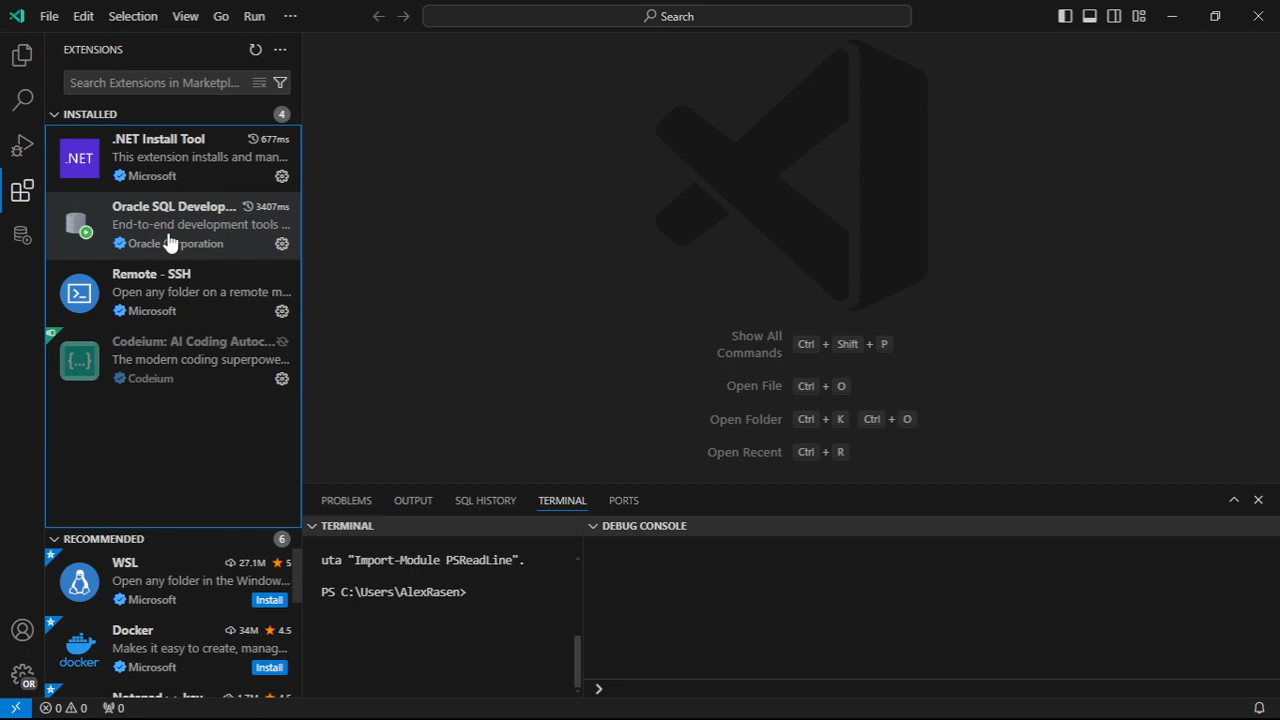 File Edit Selection View Go Run ···
Search
EXTENSIONS
Search Extensions in Marketpl...
INSTALLED 4
.NET
.NET Install Tool 677ms
This extension installs and man...
Microsoft
Oracle SQL Develop... 3407ms
End-to-end development tools ...
Oracle Corporation
Remote - SSH
Open any folder on a remote m...
Microsoft
{...}
Codeium: AI Coding Autoc...
The modern coding superpowe...
Codeium
RECOMMENDED 6
WSL 27.1M 5
Open any folder in the Window...
Microsoft Install
Docker 34M 4.5
docker
Makes it easy to create, manag...
Microsoft Install
OR
0 0 0
Show All
Commands Ctrl + Shift + P
Open File Ctrl + O
Open Folder Ctrl + K Ctrl + O
Open Recent Ctrl + R
PROBLEMS OUTPUT SQL HISTORY TERMINAL PORTS
TERMINAL
uta "Import-Module PSReadLine".
PS C:\Users\AlexRasen>
DEBUG CONSOLE
>